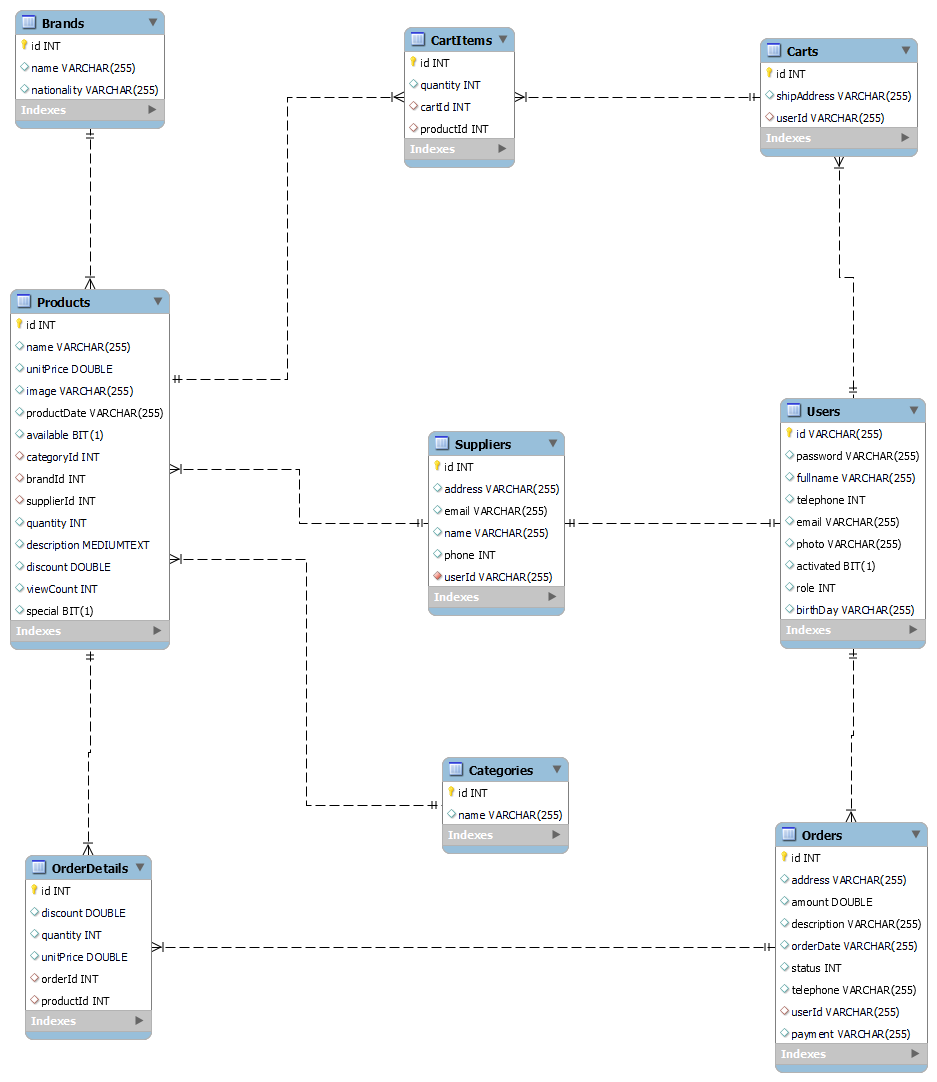 Brands
id INT
name VARCHAR(255)
nationality VARCHAR(255)
Indexes
CartItems
id INT
quantity INT
cartId INT
productId INT
Indexes
Carts
id INT
shipAddress VARCHAR(255)
userId VARCHAR(255)
Indexes
Products
id INT
name VARCHAR(255)
unitPrice DOUBLE
image VARCHAR(255)
productDate VARCHAR(255)
available BIT(1)
categoryId INT
brandId INT
supplierId INT
quantity INT
description MEDIUMTEXT
discount DOUBLE
viewCount INT
special BIT(1)
Indexes
Suppliers
id INT
address VARCHAR(255)
email VARCHAR(255)
name VARCHAR(255)
phone INT
userId VARCHAR(255)
Indexes
Users
id VARCHAR(255)
password VARCHAR(255)
fullname VARCHAR(255)
telephone INT
email VARCHAR(255)
photo VARCHAR(255)
activated BIT(1)
role INT
birthDay VARCHAR(255)
Indexes
Categories
id INT
name VARCHAR(255)
Indexes
OrderDetails
id INT
discount DOUBLE
quantity INT
unitPrice DOUBLE
orderId INT
productId INT
Indexes
Orders
id INT
address VARCHAR(255)
amount DOUBLE
description VARCHAR(255)
orderDate VARCHAR(255)
status INT
telephone VARCHAR(255)
userId VARCHAR(255)
payment VARCHAR(255)
Indexes